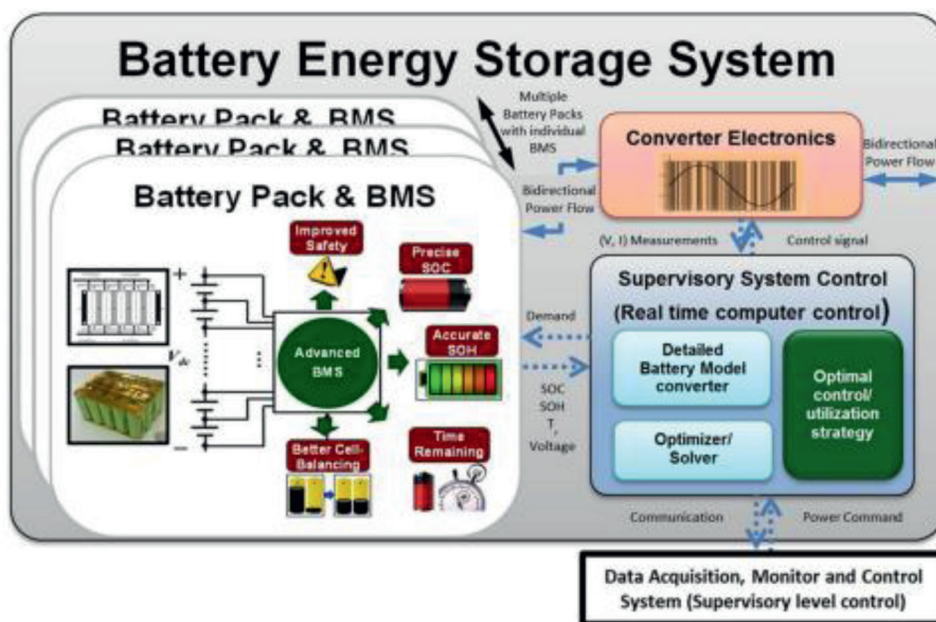 Battery Energy Storage System
Battery Pack & BMS
Battery Pack & BMS
Battery Pack & BMS
Multiple
Battery Packs
with individual
BMS
Bidirectional
Power Flow
Converter Electronics
Bidirectional
Power Flow
(V, I) Measurements
Control signal
Improved
Safety
Precise
SOC
+
V dc
−
Advanced
BMS
Accurate
SOH
Better Cell-
Balancing
Time
Remaining
Demand
SOC
SOH
T,
Voltage
Supervisory System Control
(Real time computer control)
Detailed
Battery Model
converter
Optimizer/
Solver
Optimal
control/
utilization
strategy
Communication
Power Command
Data Acquisition, Monitor and Control
System (Supervisory level control)